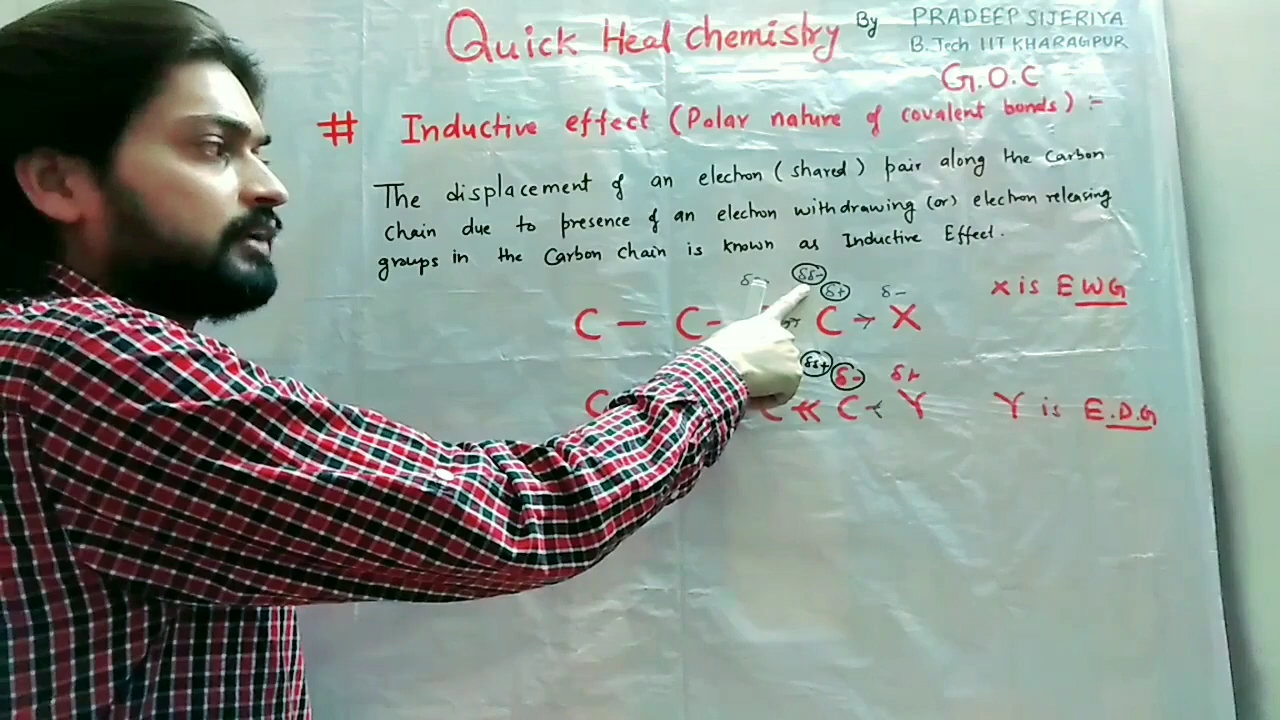 Quick Heal chemistry By PRADEEP SIJERIYA
B.Tech IIT KHARAGPUR
G.O.C
# Inductive effect (Polar nature of covalent bonds) :-
The displacement of an electron (shared) pair along the Carbon
chain due to presence of an electron withdrawing (or) electron releasing
groups in the Carbon chain is known as Inductive Effect.
δ- δδ- δ+ δ-
C - C - C → X
X is EWG
δδ+ δ- δ+
C C « C < Y
Y is E.D.G